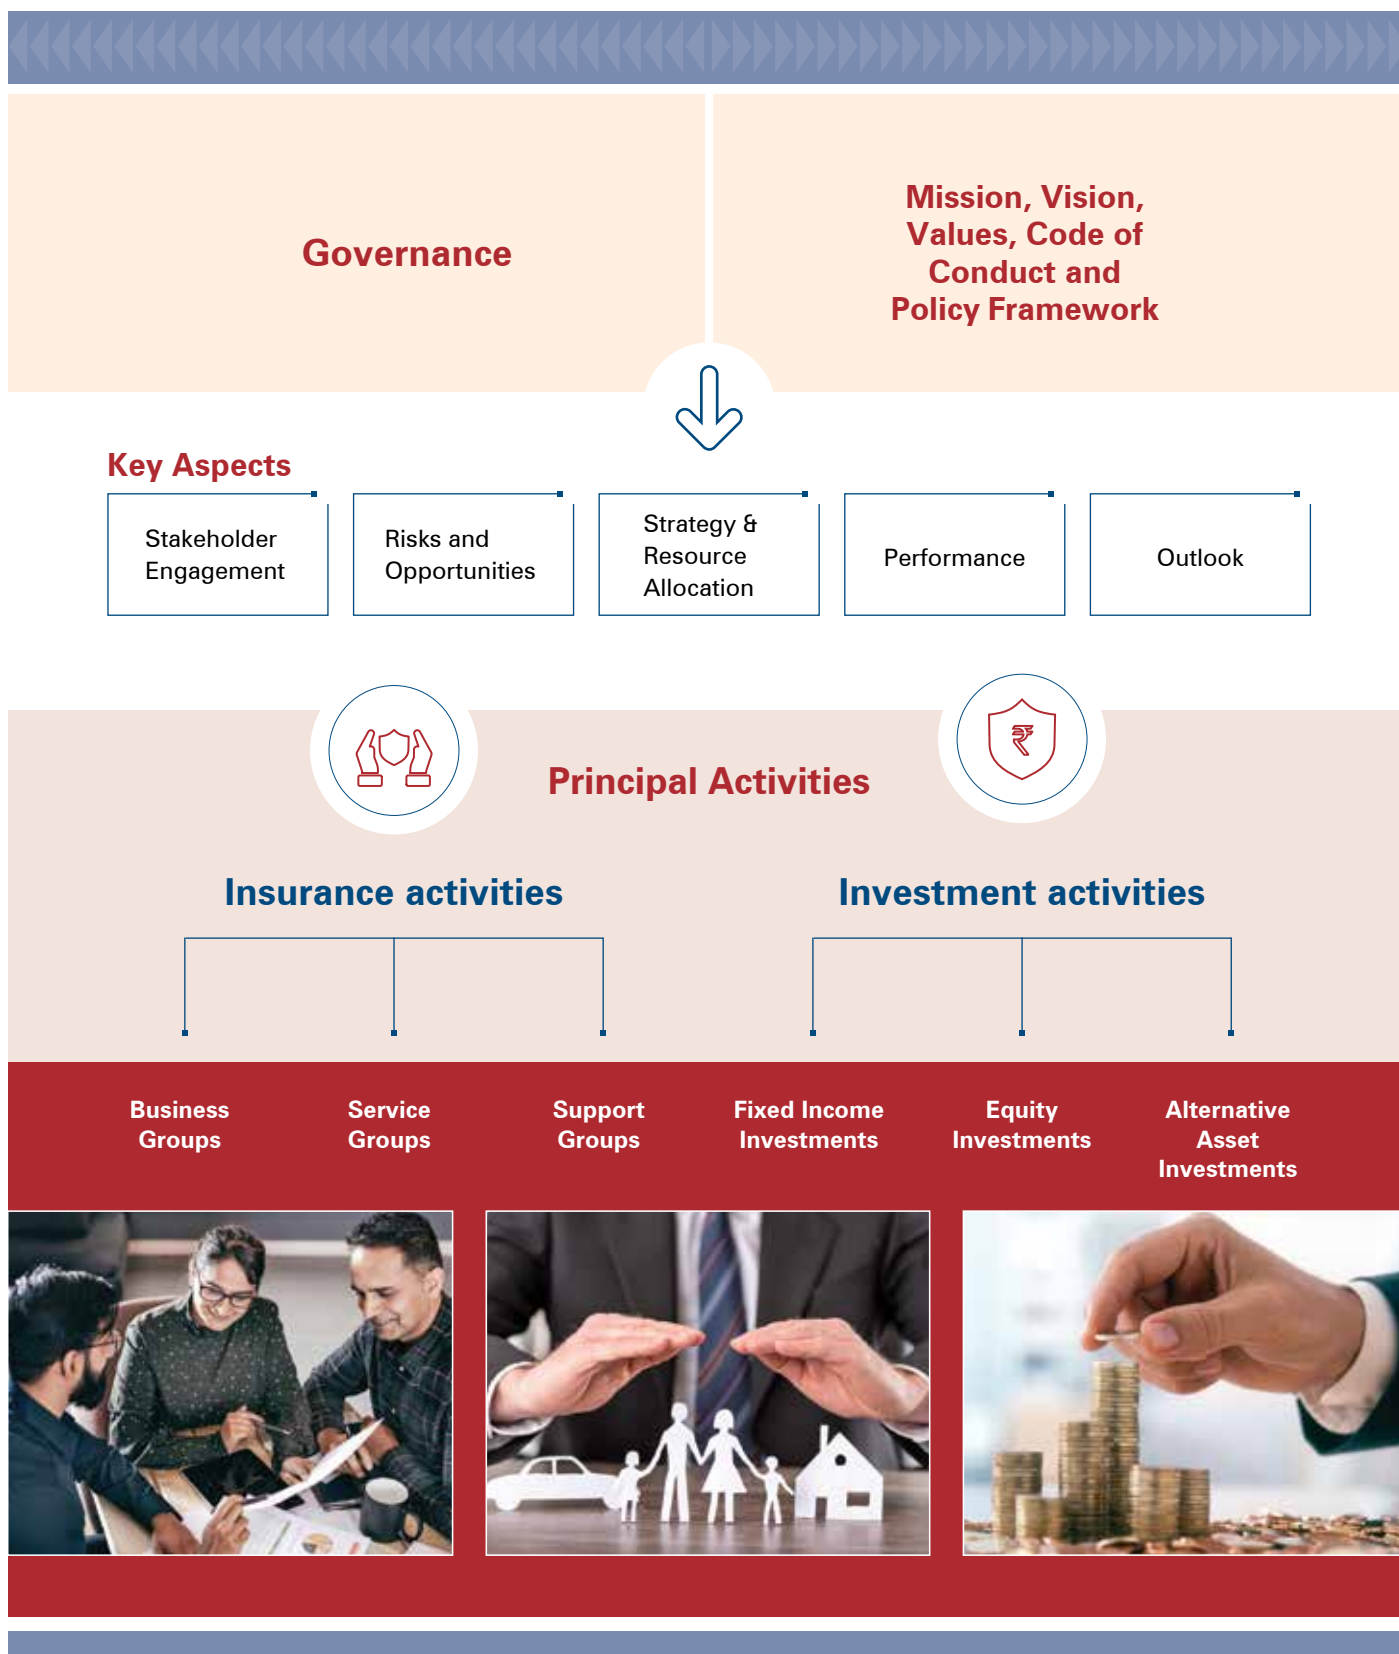 Governance
Mission, Vision,
Values, Code of
Conduct and
Policy Framework
Key Aspects
Stakeholder
Engagement
Risks and
Opportunities
Strategy &
Resource
Allocation
Performance
Outlook
Principal Activities
Insurance activities
Investment activities
Business
Groups
Service
Groups
Support
Groups
Fixed Income
Investments
Equity
Investments
Alternative
Asset
Investments